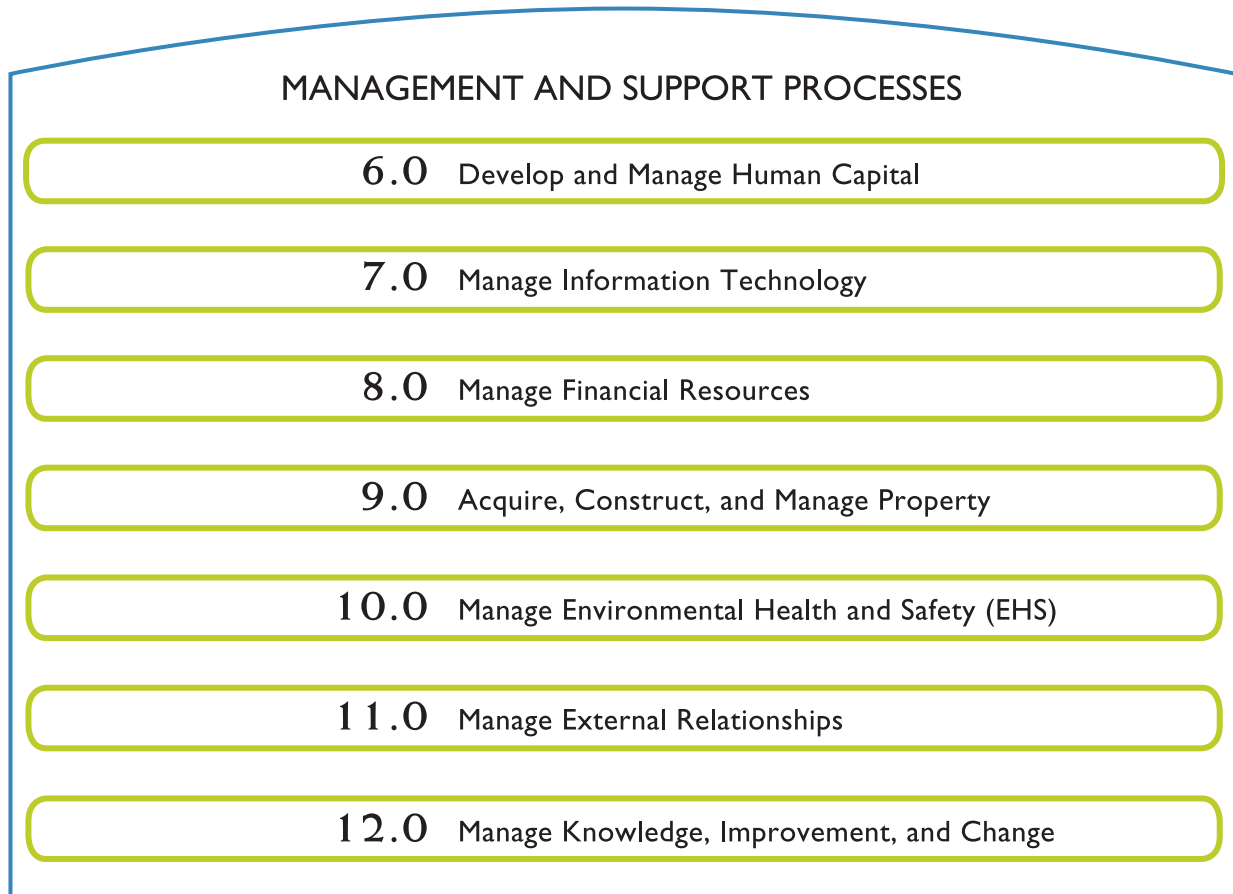 MANAGEMENT AND SUPPORT PROCESSES
6.0 Develop and Manage Human Capital
7.0 Manage Information Technology
8.0 Manage Financial Resources
9.0 Acquire, Construct, and Manage Property
10.0 Manage Environmental Health and Safety (EHS)
11.0 Manage External Relationships
12.0 Manage Knowledge, Improvement, and Change